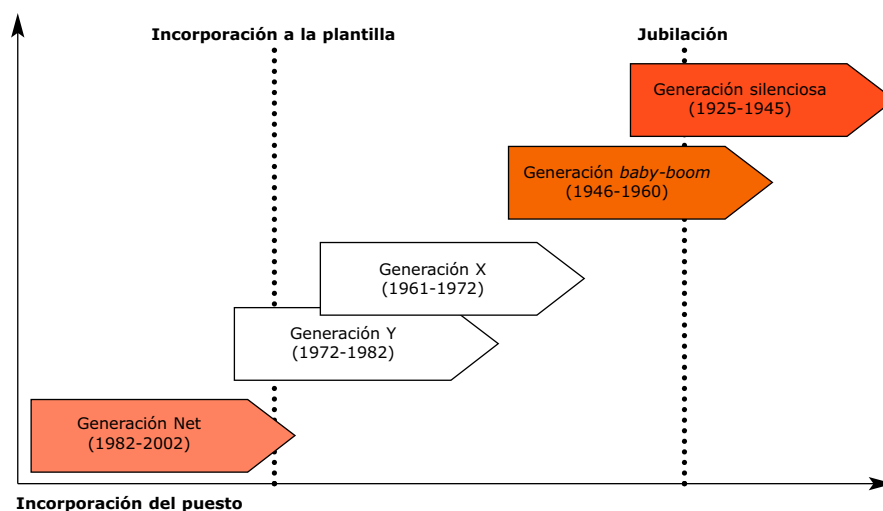 Incorporación a la plantilla
Jubilación
Generación silenciosa
(1925-1945)
Generación baby-boom
(1946-1960)
Generación X
(1961-1972)
Generación Y
(1972-1982)
Generación Net
(1982-2002)
Incorporación del puesto